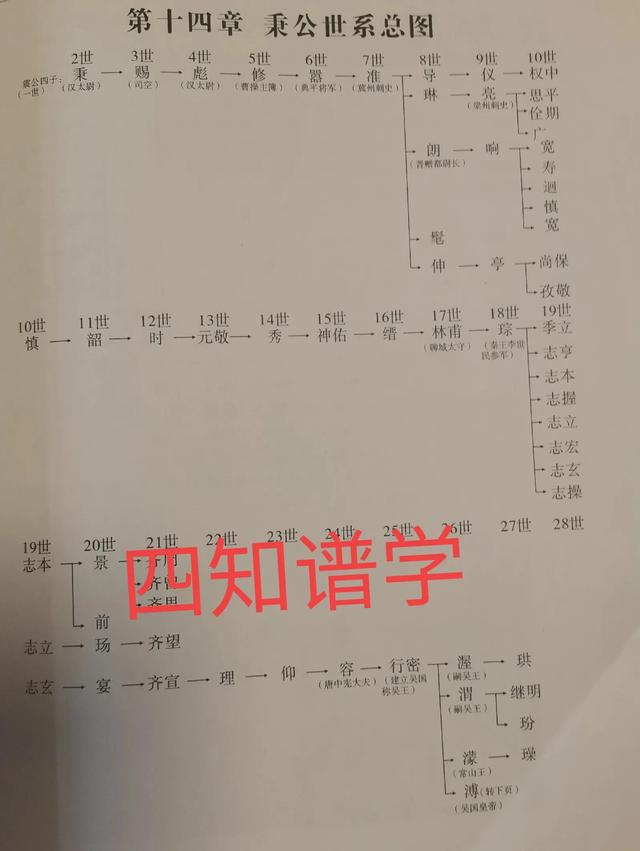 第十四章 秉公世系总图
2世 3世 4世 5世 6世 7世 8世 9世 10世
震公四子: 秉 赐 彪 修 嚣 准 导 仪 权中
(一世) (汉太尉) (司空) (汉太尉) (曹操主簿) (典平将军) (冀州刺史)
琳 亮 思平
(梁州刺史)
佺期
广
朗 响 宽
(晋赠都尉长)
寿
迴
慎
宽
髦
伸 亭 尚保
孜敬
10世 11世 12世 13世 14世 15世 16世 17世 18世 19世
慎 韶 时 元敬 秀 神佑 缙 林甫 琮 季立
(聊城太守) (秦王李世民参军)
志亨
志本
志握
志立
志宏
志玄
志操
19世 20世 21世 22世 23世 24世 25世 26世 27世 28世
志本 景 齐周
四知谱学
前
志立 玚 齐望
志玄 宴 齐宣 理 仰 容 行密 渥 珙
(唐中宪大夫) (建立吴国称吴王) (嗣吴王)
渭 继明
(嗣吴王)
玢
濛 璪
(常山王)
溥(转下页)
(吴国皇帝)